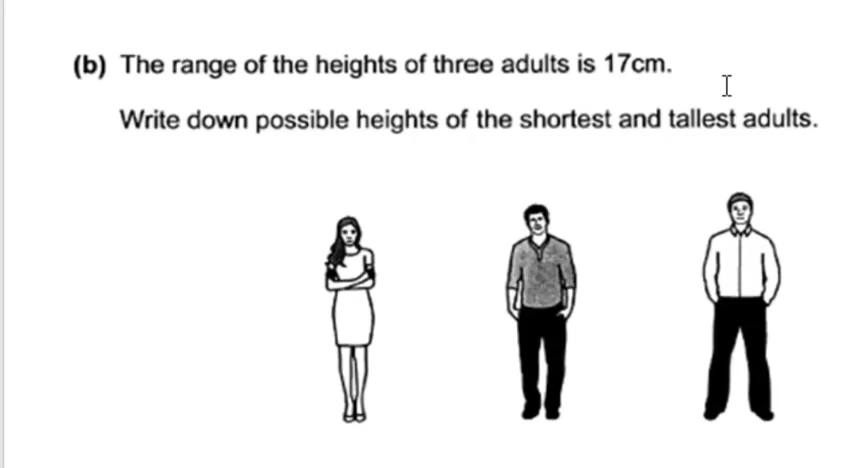 (b) The range of the heights of three adults is 17cm.
Write down possible heights of the shortest and tallest adults.